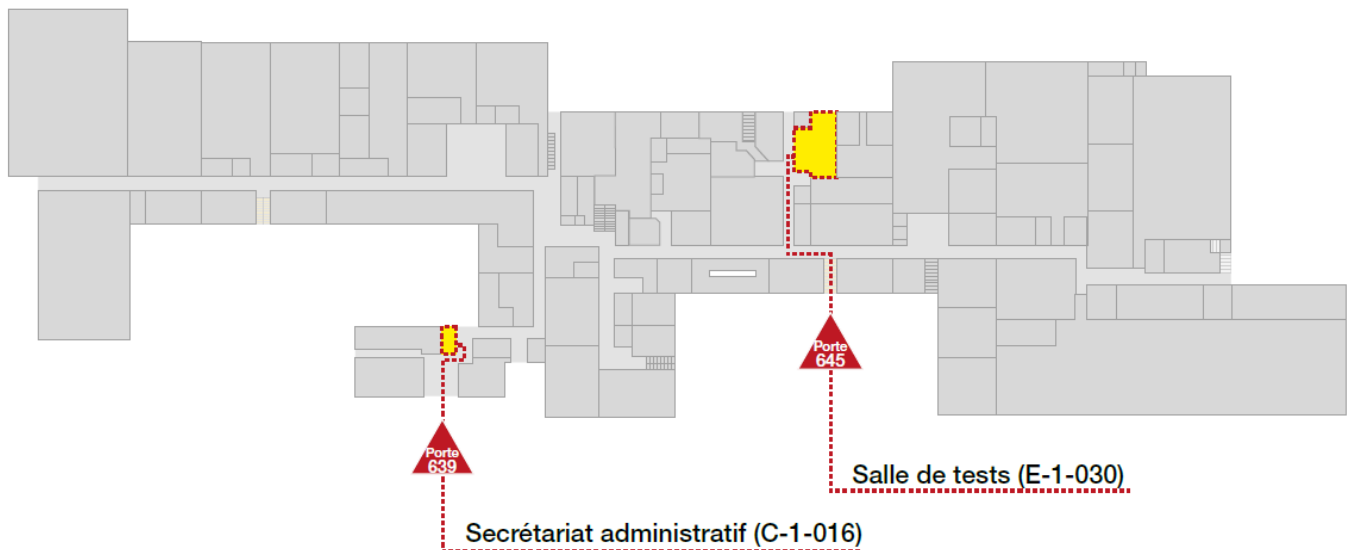 Porte
645
Porte
639
Salle de tests (E-1-030)
Secrétariat administratif (C-1-016)